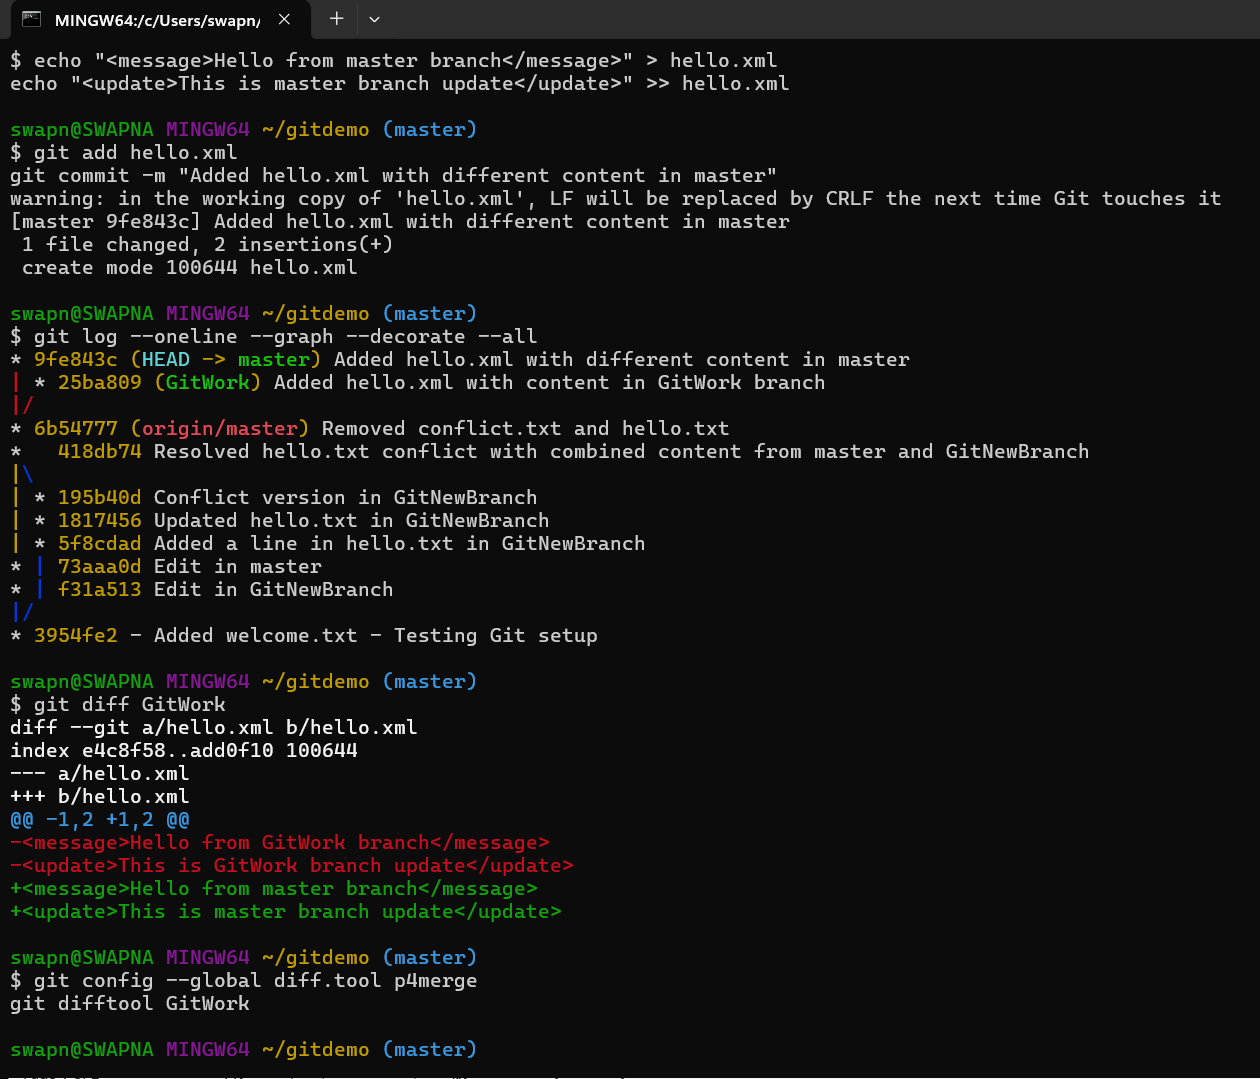 MINGW64:/c/Users/swapn/
$ echo "<message>Hello from master branch</message>" > hello.xml
echo "<update>This is master branch update</update>" >> hello.xml
swapn@SWAPNA MINGW64 ~/gitdemo (master)
$ git add hello.xml
git commit -m "Added hello.xml with different content in master"
warning: in the working copy of 'hello.xml', LF will be replaced by CRLF the next time Git touches it
[master 9fe843c] Added hello.xml with different content in master
 1 file changed, 2 insertions(+)
 create mode 100644 hello.xml
swapn@SWAPNA MINGW64 ~/gitdemo (master)
$ git log --oneline --graph --decorate --all
* 9fe843c (HEAD -> master) Added hello.xml with different content in master
| * 25ba809 (GitWork) Added hello.xml with content in GitWork branch
|/
* 6b54777 (origin/master) Removed conflict.txt and hello.txt
*   418db74 Resolved hello.txt conflict with combined content from master and GitNewBranch
|\
| * 195b40d Conflict version in GitNewBranch
| * 1817456 Updated hello.txt in GitNewBranch
| * 5f8cdad Added a line in hello.txt in GitNewBranch
* | 73aaa0d Edit in master
* | f31a513 Edit in GitNewBranch
|/
* 3954fe2 - Added welcome.txt - Testing Git setup
swapn@SWAPNA MINGW64 ~/gitdemo (master)
$ git diff GitWork
diff --git a/hello.xml b/hello.xml
index e4c8f58..add0f10 100644
--- a/hello.xml
+++ b/hello.xml
@@ -1,2 +1,2 @@
-<message>Hello from GitWork branch</message>
-<update>This is GitWork branch update</update>
+<message>Hello from master branch</message>
+<update>This is master branch update</update>
swapn@SWAPNA MINGW64 ~/gitdemo (master)
$ git config --global diff.tool p4merge
git difftool GitWork
swapn@SWAPNA MINGW64 ~/gitdemo (master)